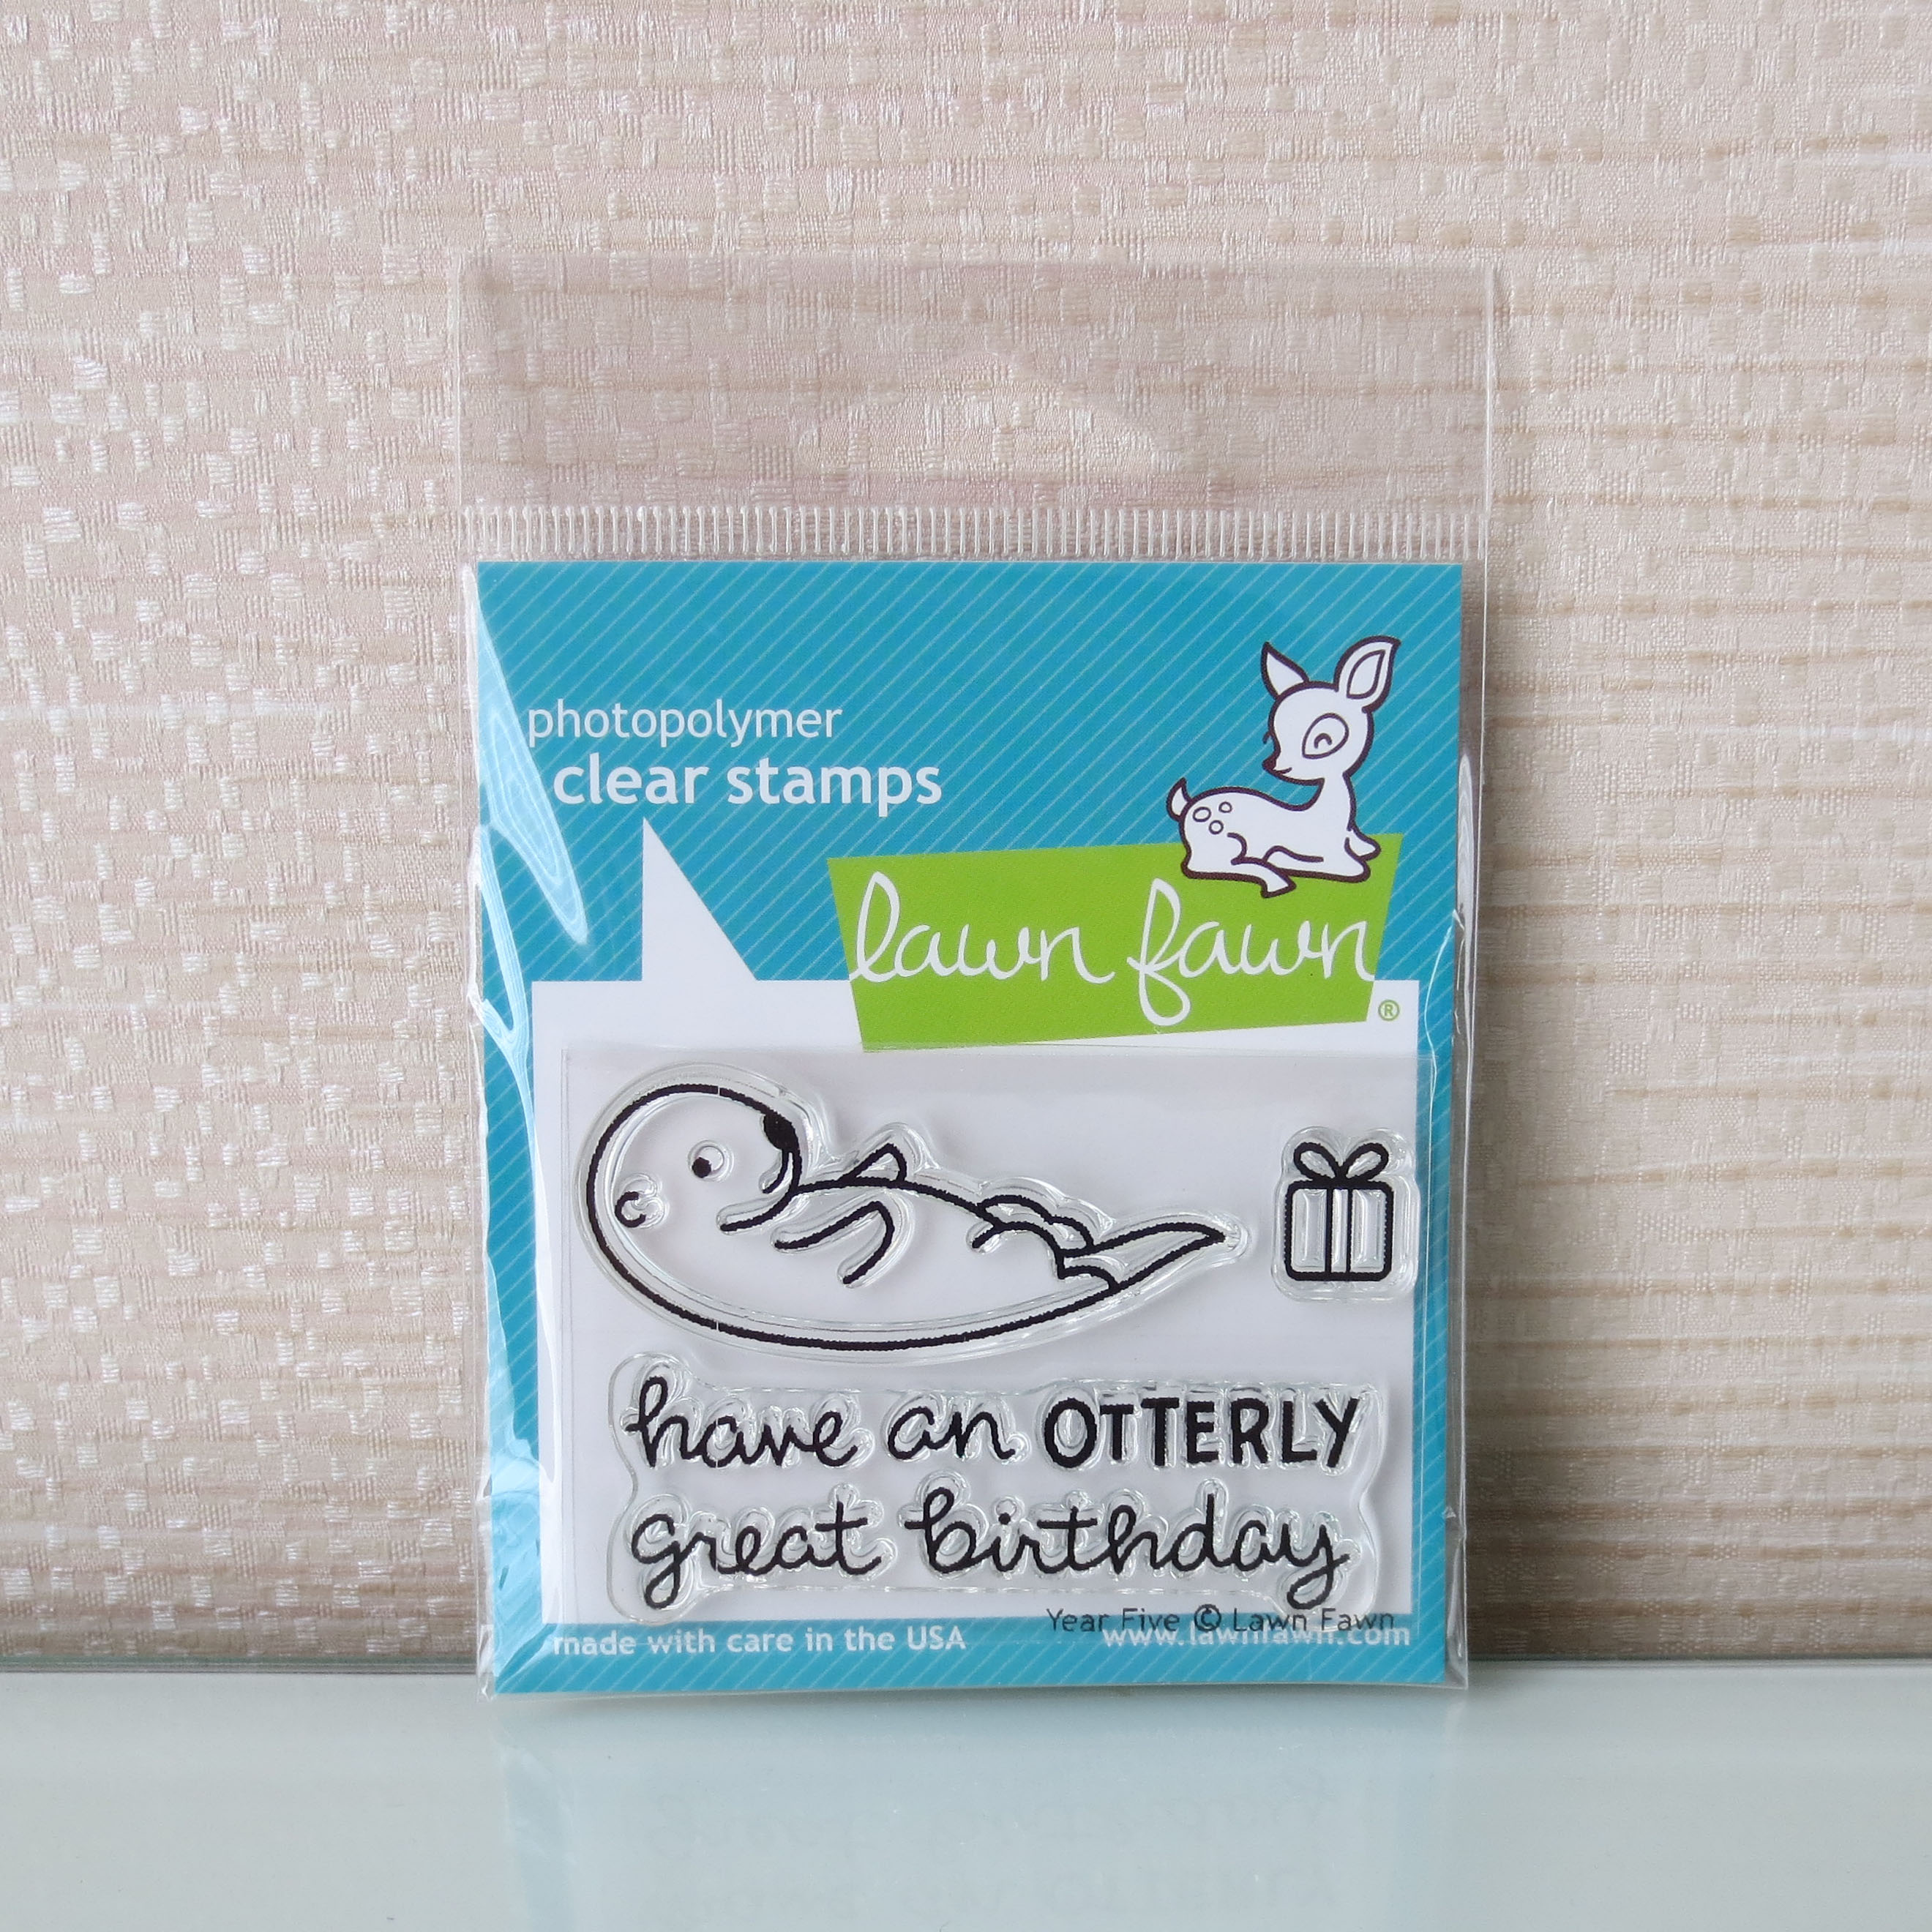 photopolymer
clear stamps
lawn fawn
®
have an OTTERLY
great birthday
Year Five © Lawn Fawn
made with care in the USA
www.lawnfawn.com